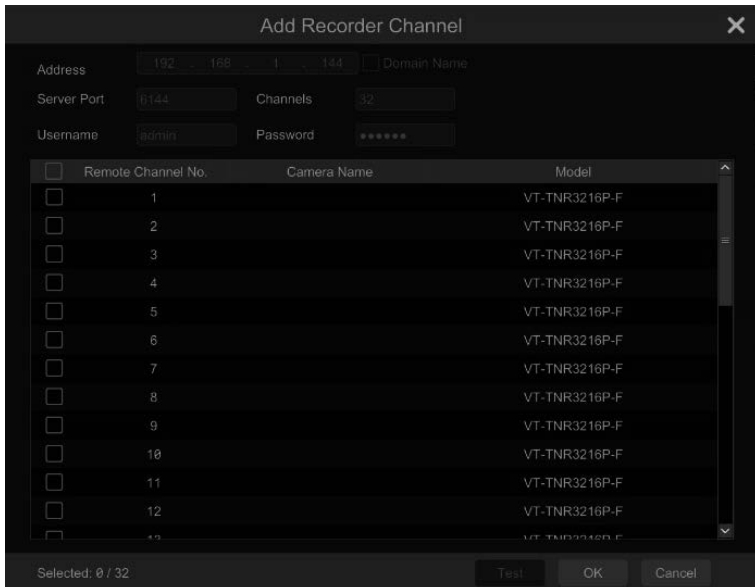 Add Recorder Channel
Address 192 . 168 . 1 . 144 Domain Name
Server Port 6144 Channels 32
Username admin Password ●●●●●●
Remote Channel No. Camera Name Model
1 VT-TNR3216P-F
2 VT-TNR3216P-F
3 VT-TNR3216P-F
4 VT-TNR3216P-F
5 VT-TNR3216P-F
6 VT-TNR3216P-F
7 VT-TNR3216P-F
8 VT-TNR3216P-F
9 VT-TNR3216P-F
10 VT-TNR3216P-F
11 VT-TNR3216P-F
12 VT-TNR3216P-F
13 VT-TNR3216P-F
Selected: 0 / 32 Test OK Cancel